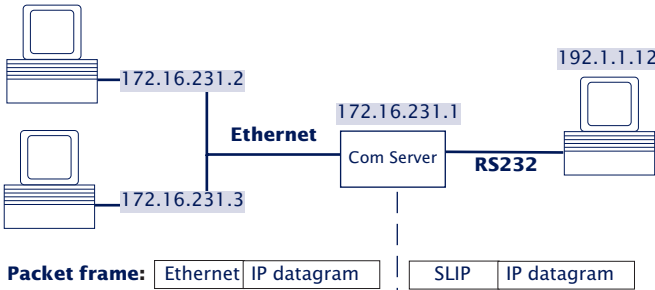 192.1.1.12
172.16.231.2
172.16.231.1
Ethernet
Com Server
RS232
172.16.231.3
Packet frame: Ethernet IP datagram SLIP IP datagram